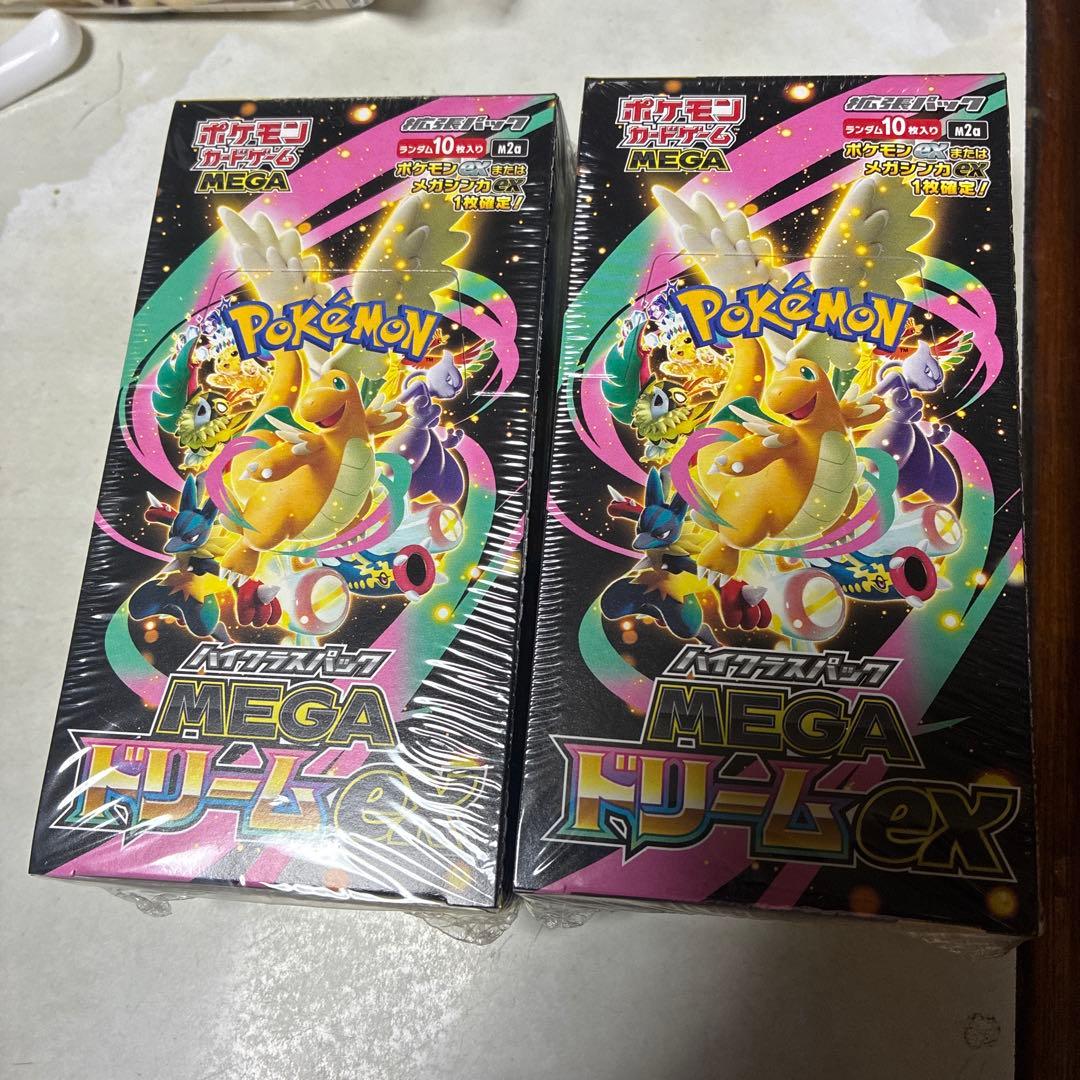 ポケモン
カードゲーム
MEGA
拡張パック
ランダム10枚入り M2a
ポケモンexまたは
メガシンカex
1枚確定!
POKéMON
ハイクラスパック
MEGA
ドリームex
ポケモン
カードゲーム
MEGA
拡張パック
ランダム10枚入り M2a
ポケモンexまたは
メガシンカex
1枚確定!
POKéMON
TM
ハイクラスパック
MEGA
ドリームex